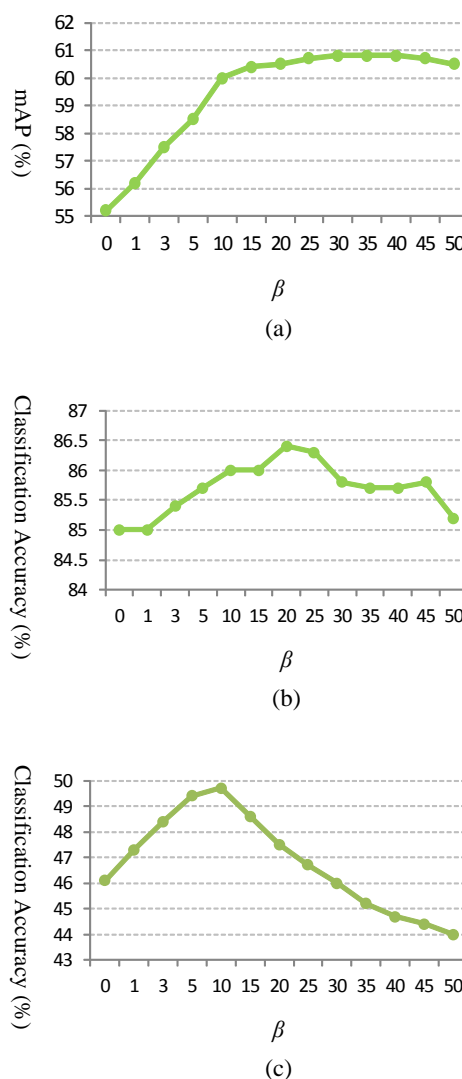 mAP (%)
61
60
59
58
57
56
55
0 1 3 5 10 15 20 25 30 35 40 45 50
β
(a)
Classification Accuracy (%)
87
86.5
86
85.5
85
84.5
84
0 1 3 5 10 15 20 25 30 35 40 45 50
β
(b)
Classification Accuracy (%)
50
49
48
47
46
45
44
43
0 1 3 5 10 15 20 25 30 35 40 45 50
β
(c)